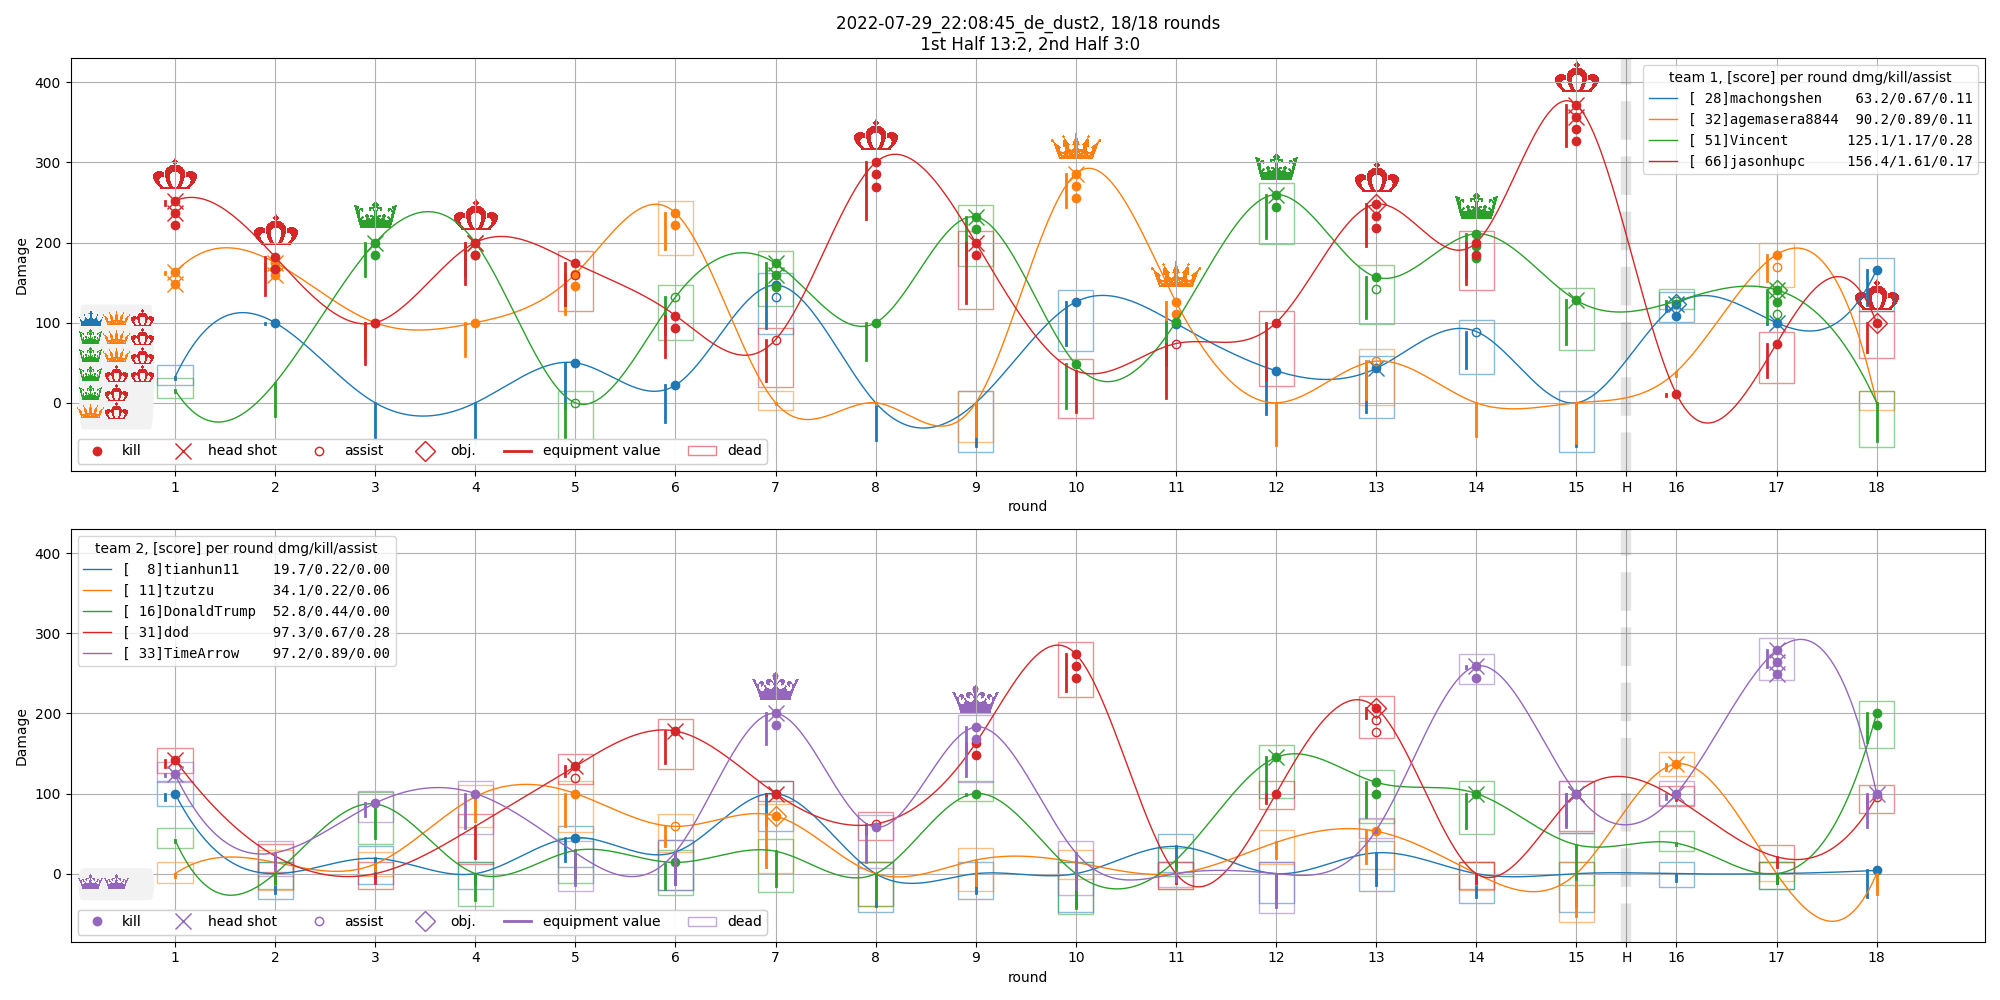 2022-07-29_22:08:45_de_dust2, 18/18 rounds
1st Half 13:2, 2nd Half 3:0
Damage
400
300
200
100
0
team 1, [score] per round dmg/kill/assist
[ 28]machongshen 63.2/0.67/0.11
[ 32]agemasera8844 90.2/0.89/0.11
[ 51]Vincent 125.1/1.17/0.28
[ 66]jasonhupc 156.4/1.61/0.17
kill head shot assist obj. equipment value dead
1 2 3 4 5 6 7 8 9 10 11 12 13 14 15 H 16 17 18
round
Damage
400
300
200
100
0
team 2, [score] per round dmg/kill/assist
[ 8]tianhun11 19.7/0.22/0.00
[ 11]tzutzu 34.1/0.22/0.06
[ 16]DonaldTrump 52.8/0.44/0.00
[ 31]dod 97.3/0.67/0.28
[ 33]TimeArrow 97.2/0.89/0.00
kill head shot assist obj. equipment value dead
1 2 3 4 5 6 7 8 9 10 11 12 13 14 15 H 16 17 18
round